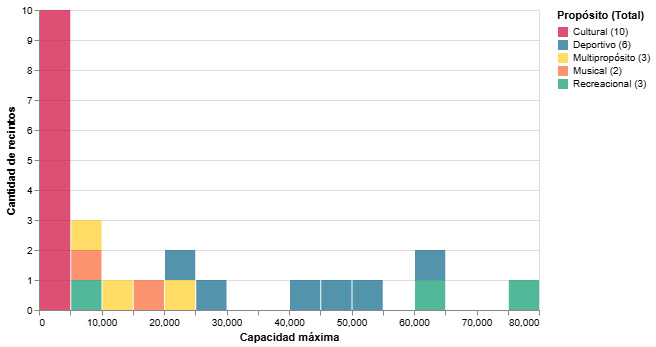 Propósito (Total)
Cultural (10)
Deportivo (6)
Multipropósito (3)
Musical (2)
Recreacional (3)
Cantidad de recintos
10
9
8
7
6
5
4
3
2
1
0
0 10,000 20,000 30,000 40,000 50,000 60,000 70,000 80,000
Capacidad máxima